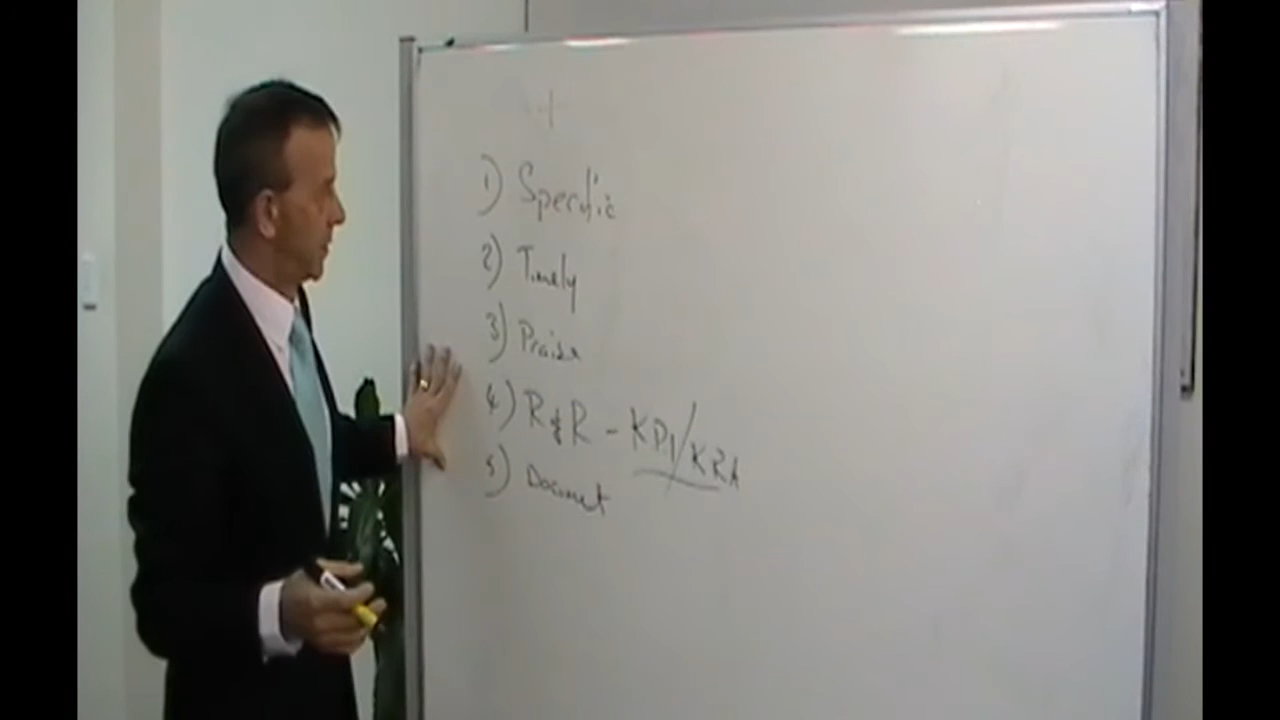 +
1) Specific
2) Timely
3) Praise
4) R & R - KPI/KRA
5) Document